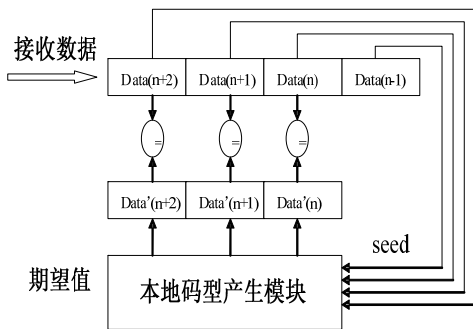 接收数据
Data(n+2) Data(n+1) Data(n) Data(n-1)
= = =
Data'(n+2) Data'(n+1) Data'(n)
seed
期望值 本地码型产生模块